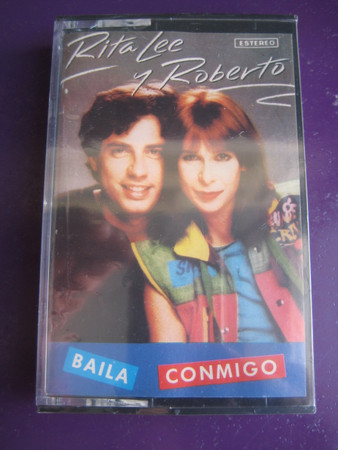 Rita Lee
ESTEREO
y Roberto
BAILA
CONMIGO